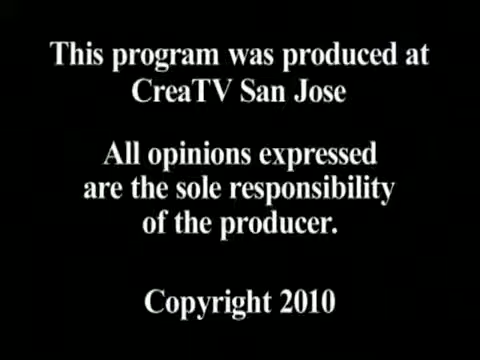 This program was produced at
CreaTV San Jose
All opinions expressed
are the sole responsibility
of the producer.
Copyright 2010